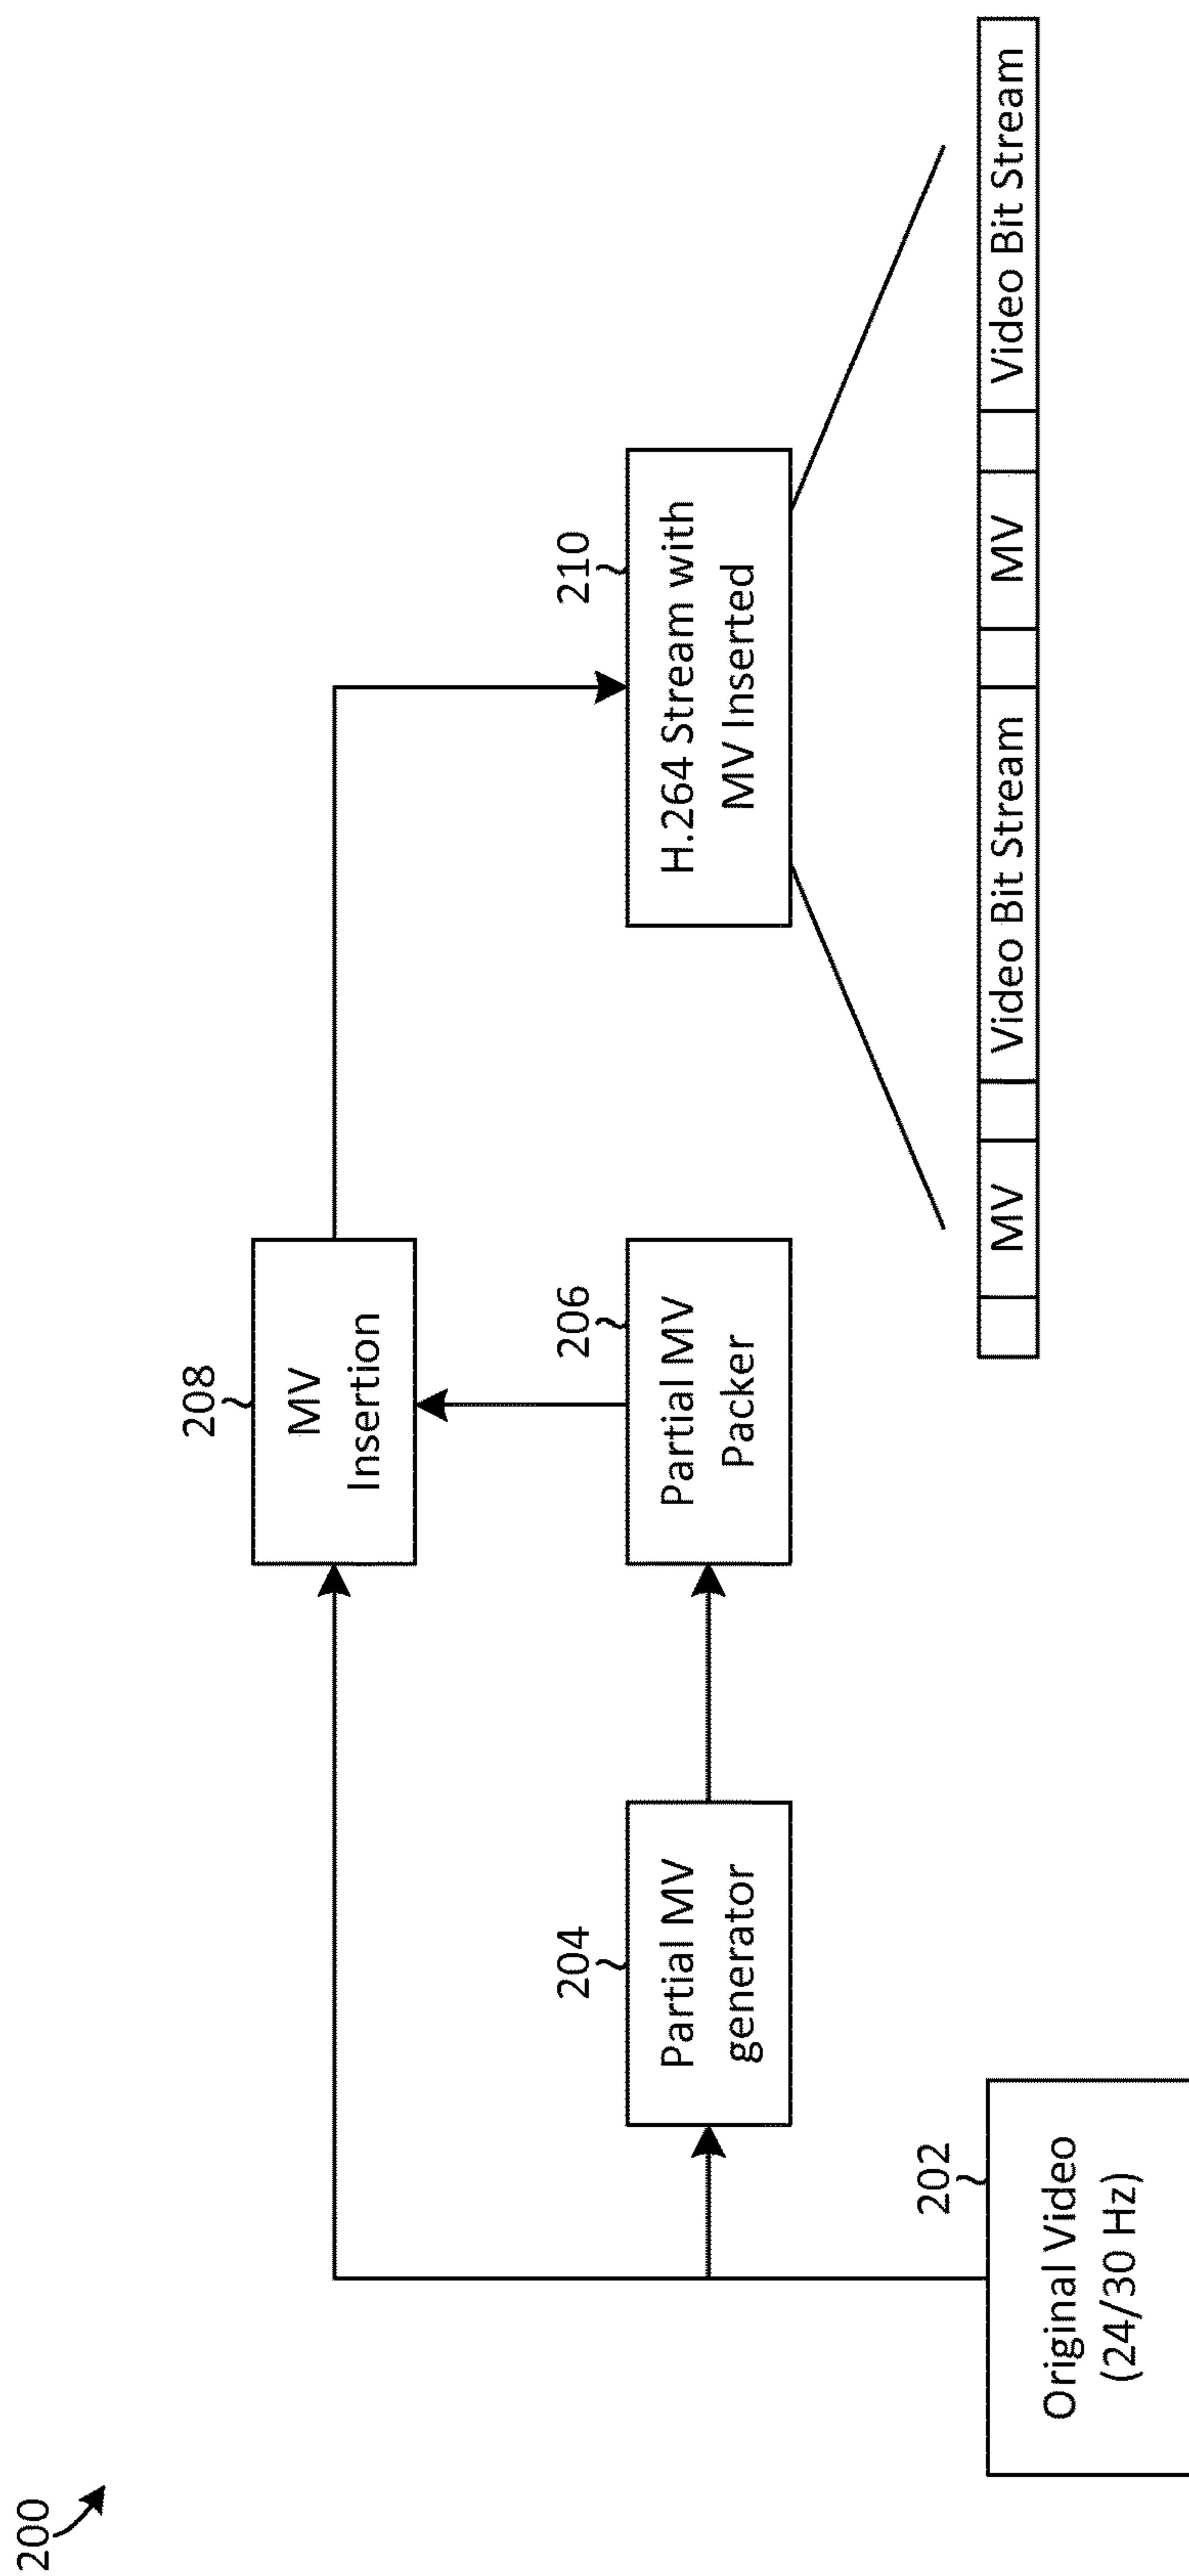 200
208
MV
Insertion
204
Partial MV
generator
206
Partial MV
Packer
210
H.264 Stream with
MV Inserted
202
Original Video
(24/30 Hz)
MV
Video Bit Stream
MV
Video Bit Stream